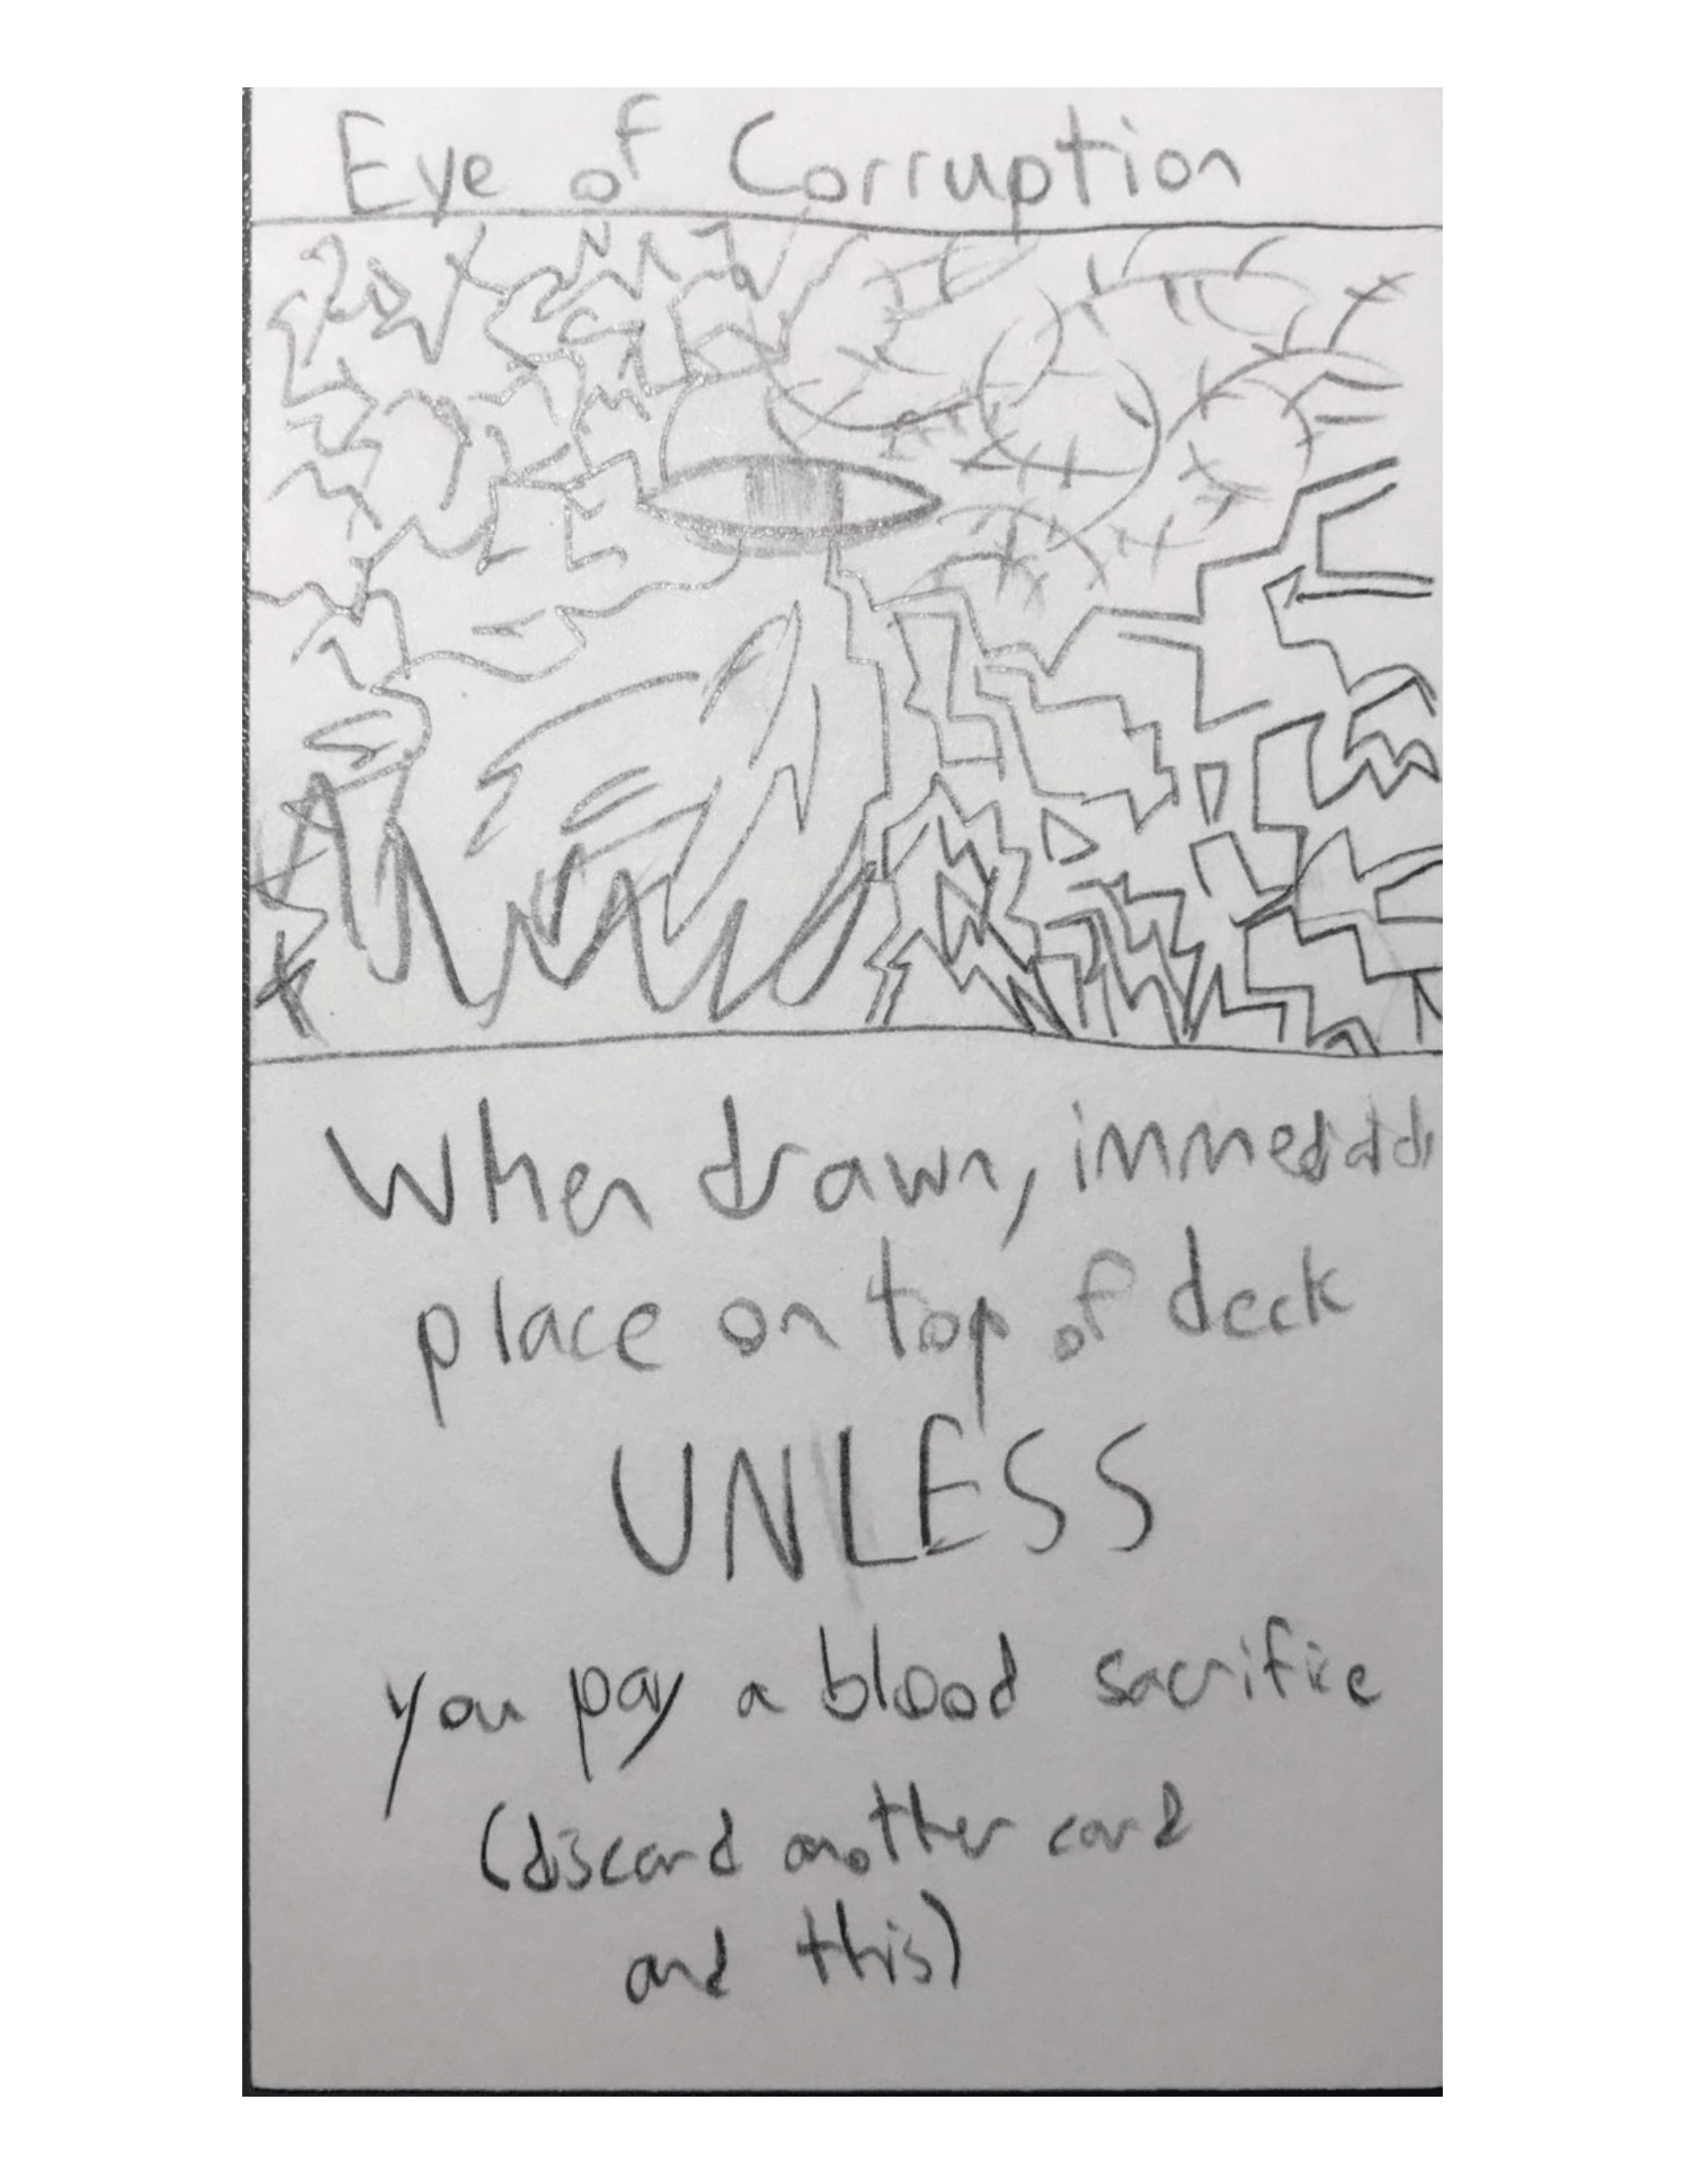 Eye of Corruption
When drawn,
place on top of deck
UNLESS
you pay a blood sacrifice
(discard another card
and this)